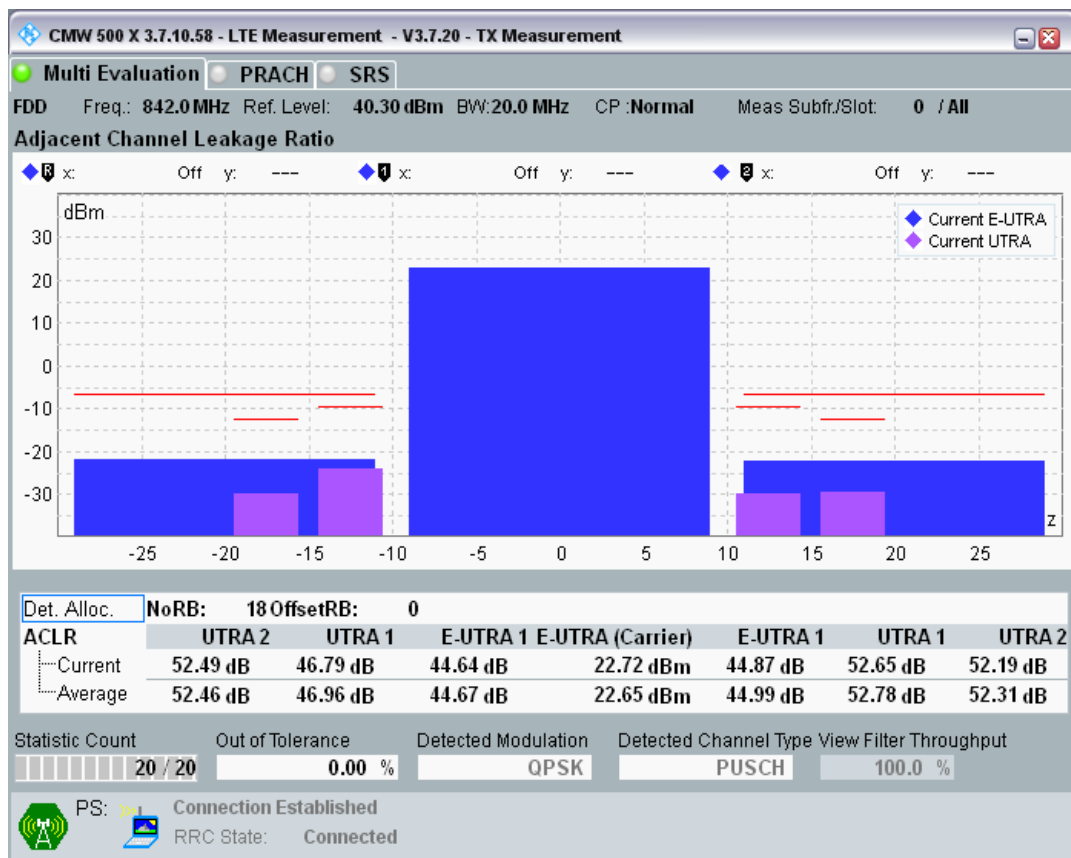 CMW 500 X 3.7.10.58 - LTE Measurement - V3.7.20 - TX Measurement
Multi Evaluation PRACH SRS
FDD Freq.: 842.0 MHz Ref. Level: 40.30 dBm BW:20.0 MHz CP :Normal Meas Subfr./Slot: 0 / All
Adjacent Channel Leakage Ratio
R x: Off y: --- 1 x: Off y: --- 2 x: Off y: ---
dBm
Current E-UTRA
Current UTRA
30
20
10
0
-10
-20
-30
z
-25 -20 -15 -10 -5 0 5 10 15 20 25
Det. Alloc. NoRB: 18 OffsetRB: 0
ACLR UTRA 2 UTRA 1 E-UTRA 1 E-UTRA (Carrier) E-UTRA 1 UTRA 1 UTRA 2
Current 52.49 dB 46.79 dB 44.64 dB 22.72 dBm 44.87 dB 52.65 dB 52.19 dB
Average 52.46 dB 46.96 dB 44.67 dB 22.65 dBm 44.99 dB 52.78 dB 52.31 dB
Statistic Count Out of Tolerance Detected Modulation Detected Channel Type View Filter Throughput
20 / 20 0.00 % QPSK PUSCH 100.0 %
PS: Connection Established
RRC State: Connected